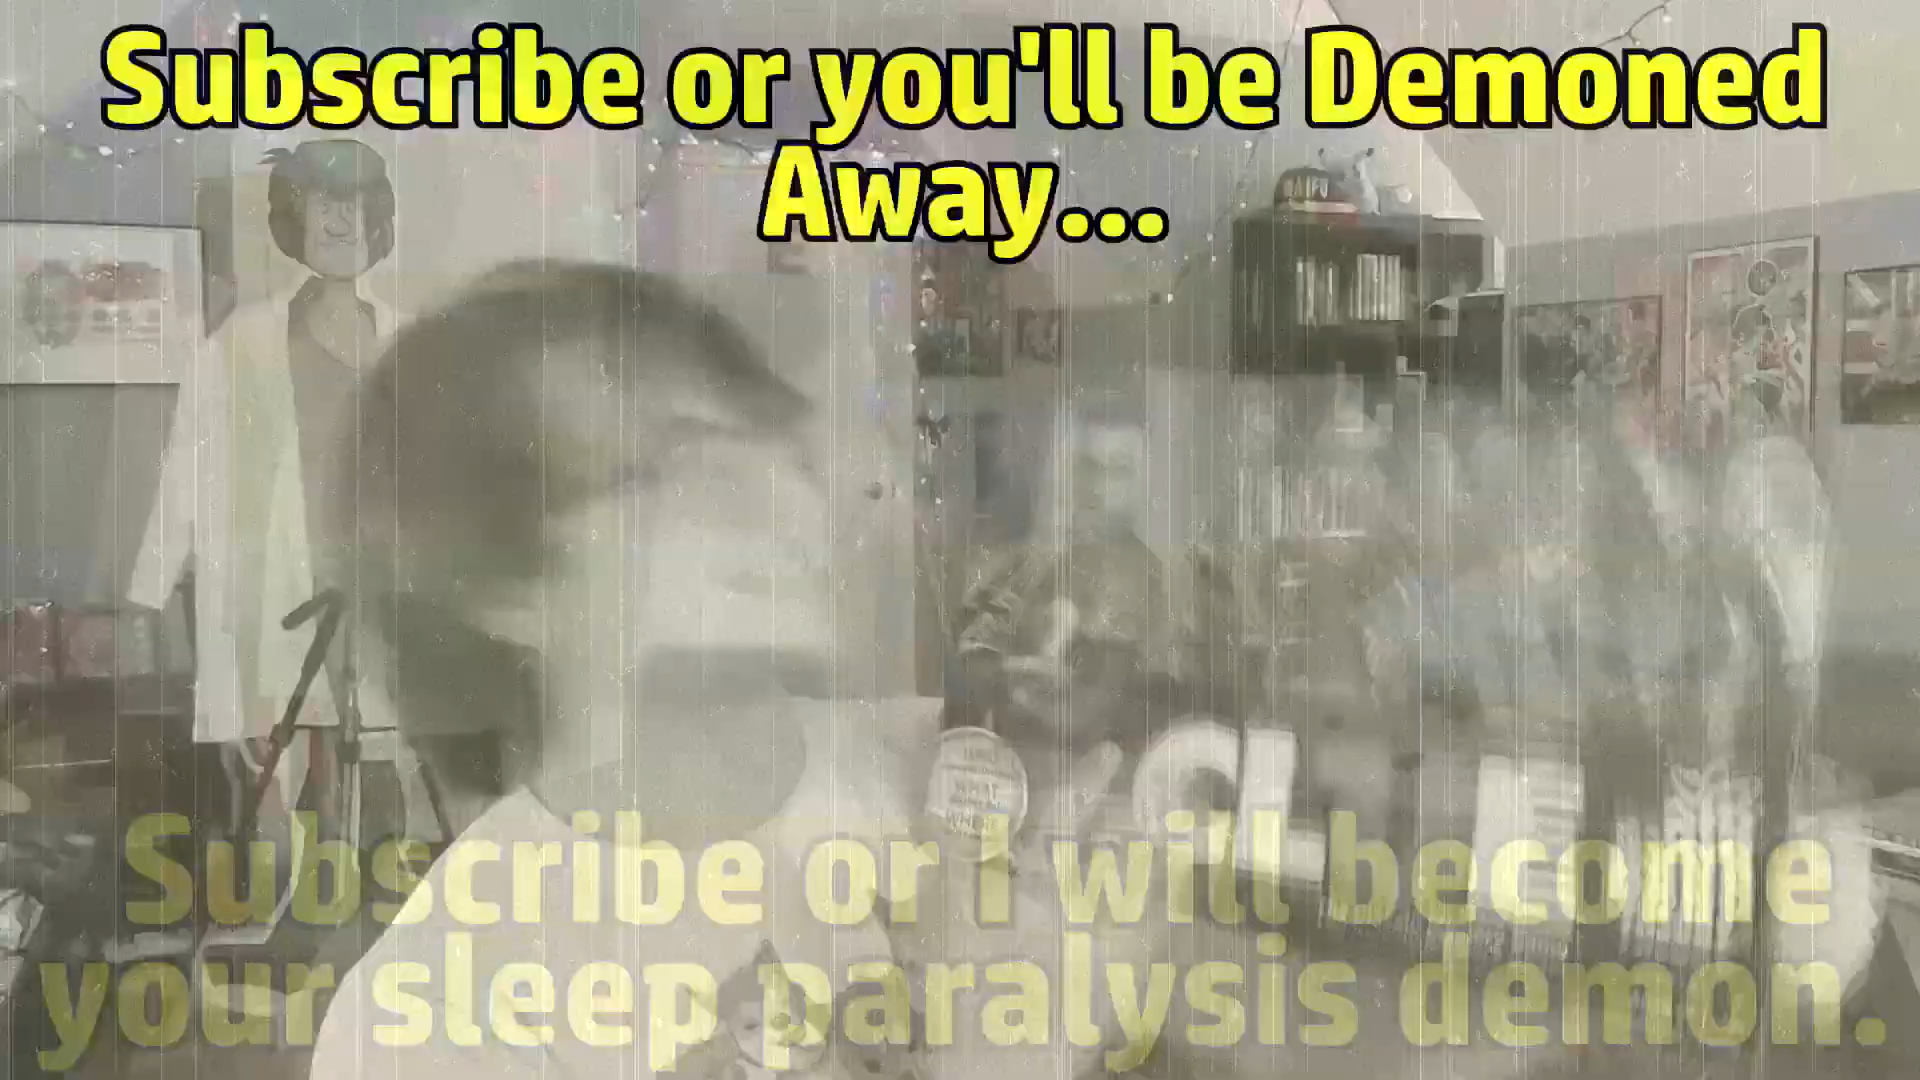 Subscribe or you'll be Demoned
Away...
Subscribe or I will become
your sleep paralysis demon.